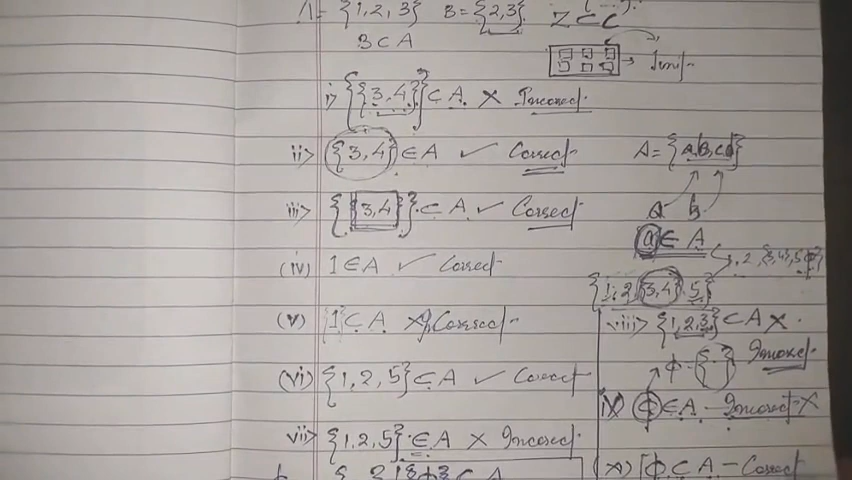 A = {1, 2, 3} B = {2,3}
B ⊂ A
Z ⊂ C
i> {{3,4}} ⊂ A × Incorrect
ii> {3,4} ∈ A ✓ Correct
A = {a,b,c,d}
iii> {{3,4}} ⊂ A ✓ Correct
a b
a ∈ A
(iv) 1 ∈ A ✓ Correct
{1, 2, {3,4}, 5}
(v) 1 ⊂ A ×
viii> {1,2,3} ⊂ A ×
Incorrect
(vi) {1, 2, 5} ⊂ A ✓ Correct
φ = { }
φ ∈ A – Incorrect ×
vii> {1,2,5} ∈ A × Incorrect
(x) φ ⊂ A – Correct